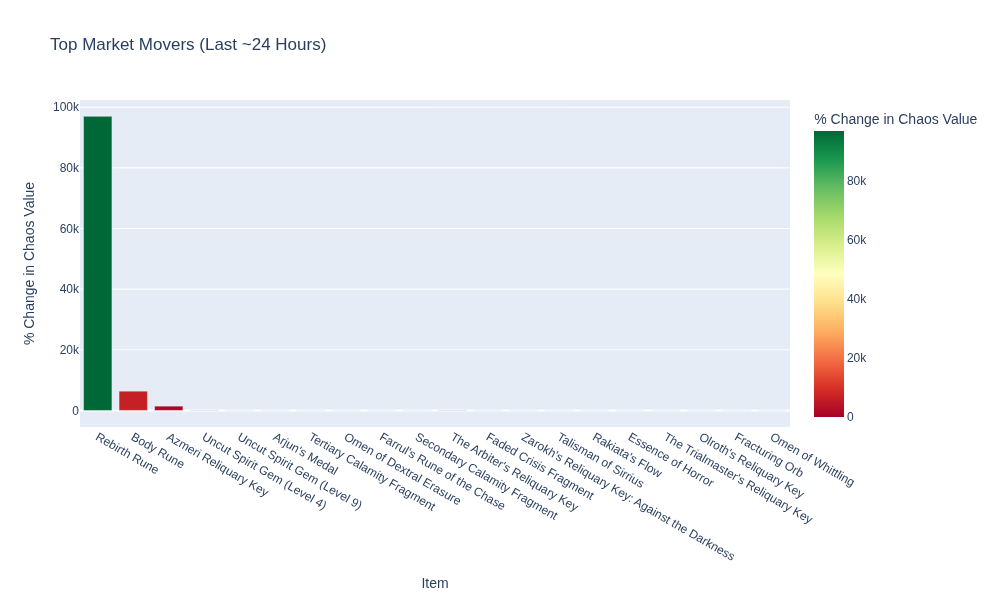 Top Market Movers (Last ~24 Hours)
% Change in Chaos Value
100k
80k
60k
40k
20k
0
% Change in Chaos Value
80k
60k
40k
20k
0
Rebirth Rune
Body Rune
Azmeri Reliquary Key
Uncut Spirit Gem (Level 4)
Uncut Spirit Gem (Level 9)
Arjun's Medal
Tertiary Calamity Fragment
Omen of Dextral Erasure
Farrul's Rune of the Chase
Secondary Calamity Fragment
The Arbiter's Reliquary Key
Faded Crisis Fragment
Zarokh's Reliquary Key: Against the Darkness
Talisman of Sirrius
Rakiata's Flow
Essence of Horror
The Trialmaster's Reliquary Key
Olroth's Reliquary Key
Fracturing Orb
Omen of Whittling
Item